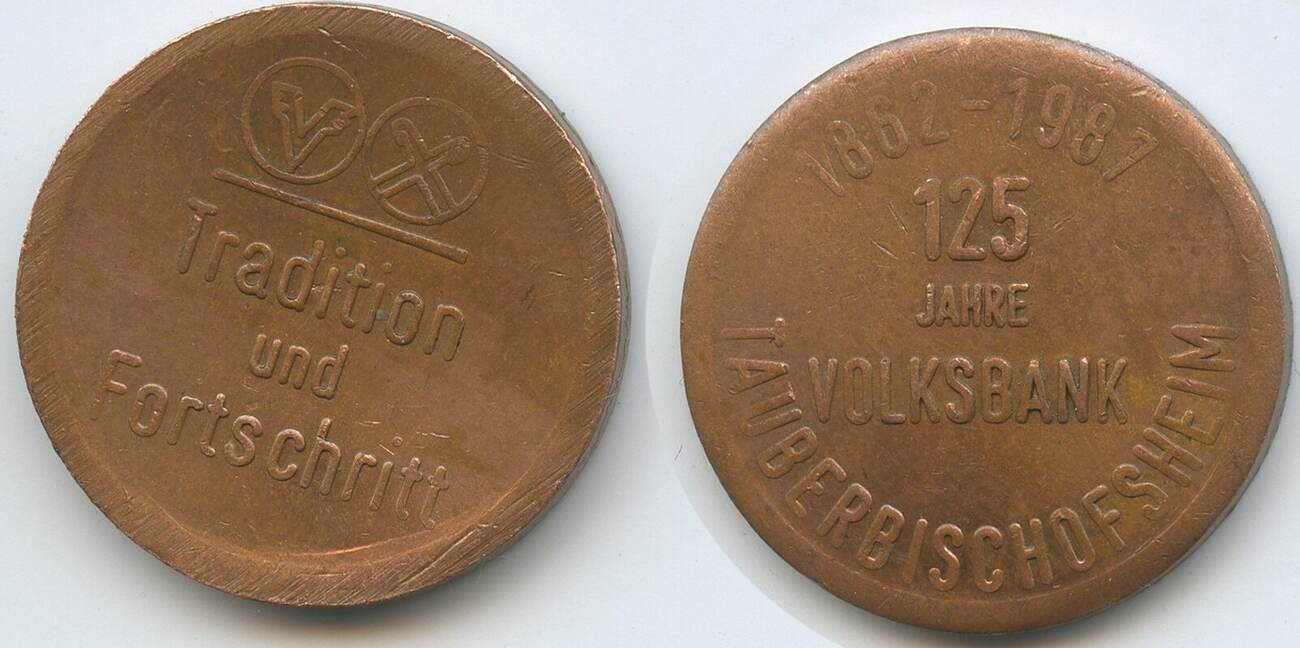 Tradition
und
Fortschritt
1862-1987
125
JAHRE
VOLKSBANK
TAUBERBISCHOFSHEIM